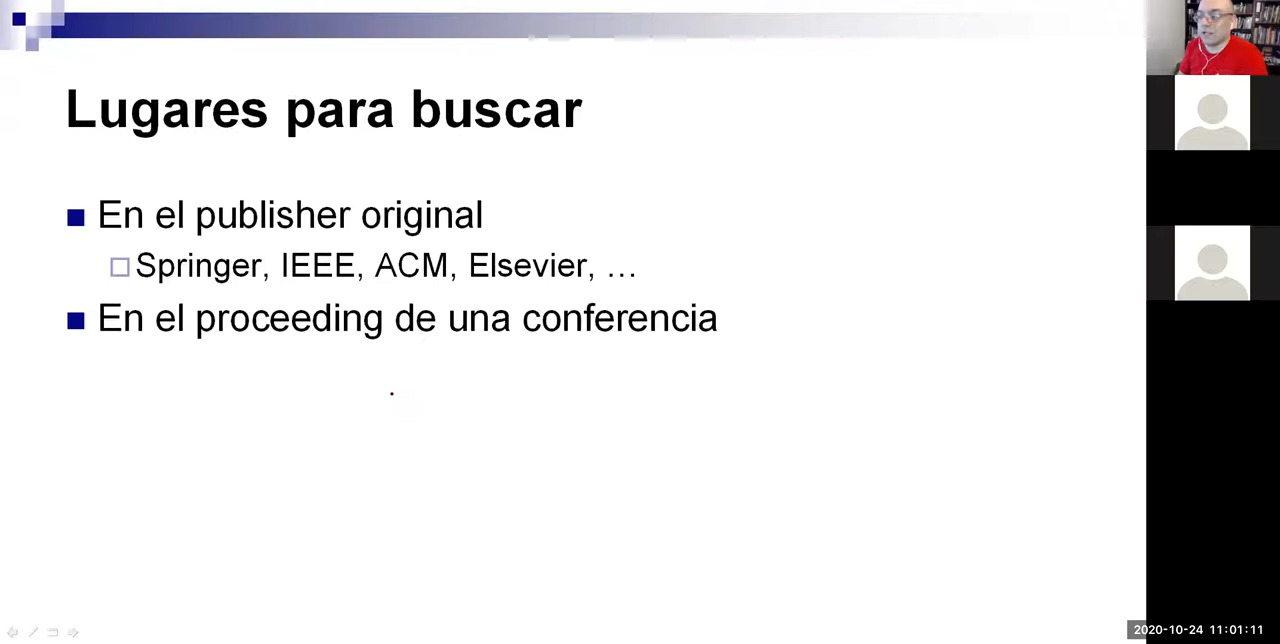 Lugares para buscar
En el publisher original
Springer, IEEE, ACM, Elsevier, …
En el proceeding de una conferencia
2020-10-24 11:01:11